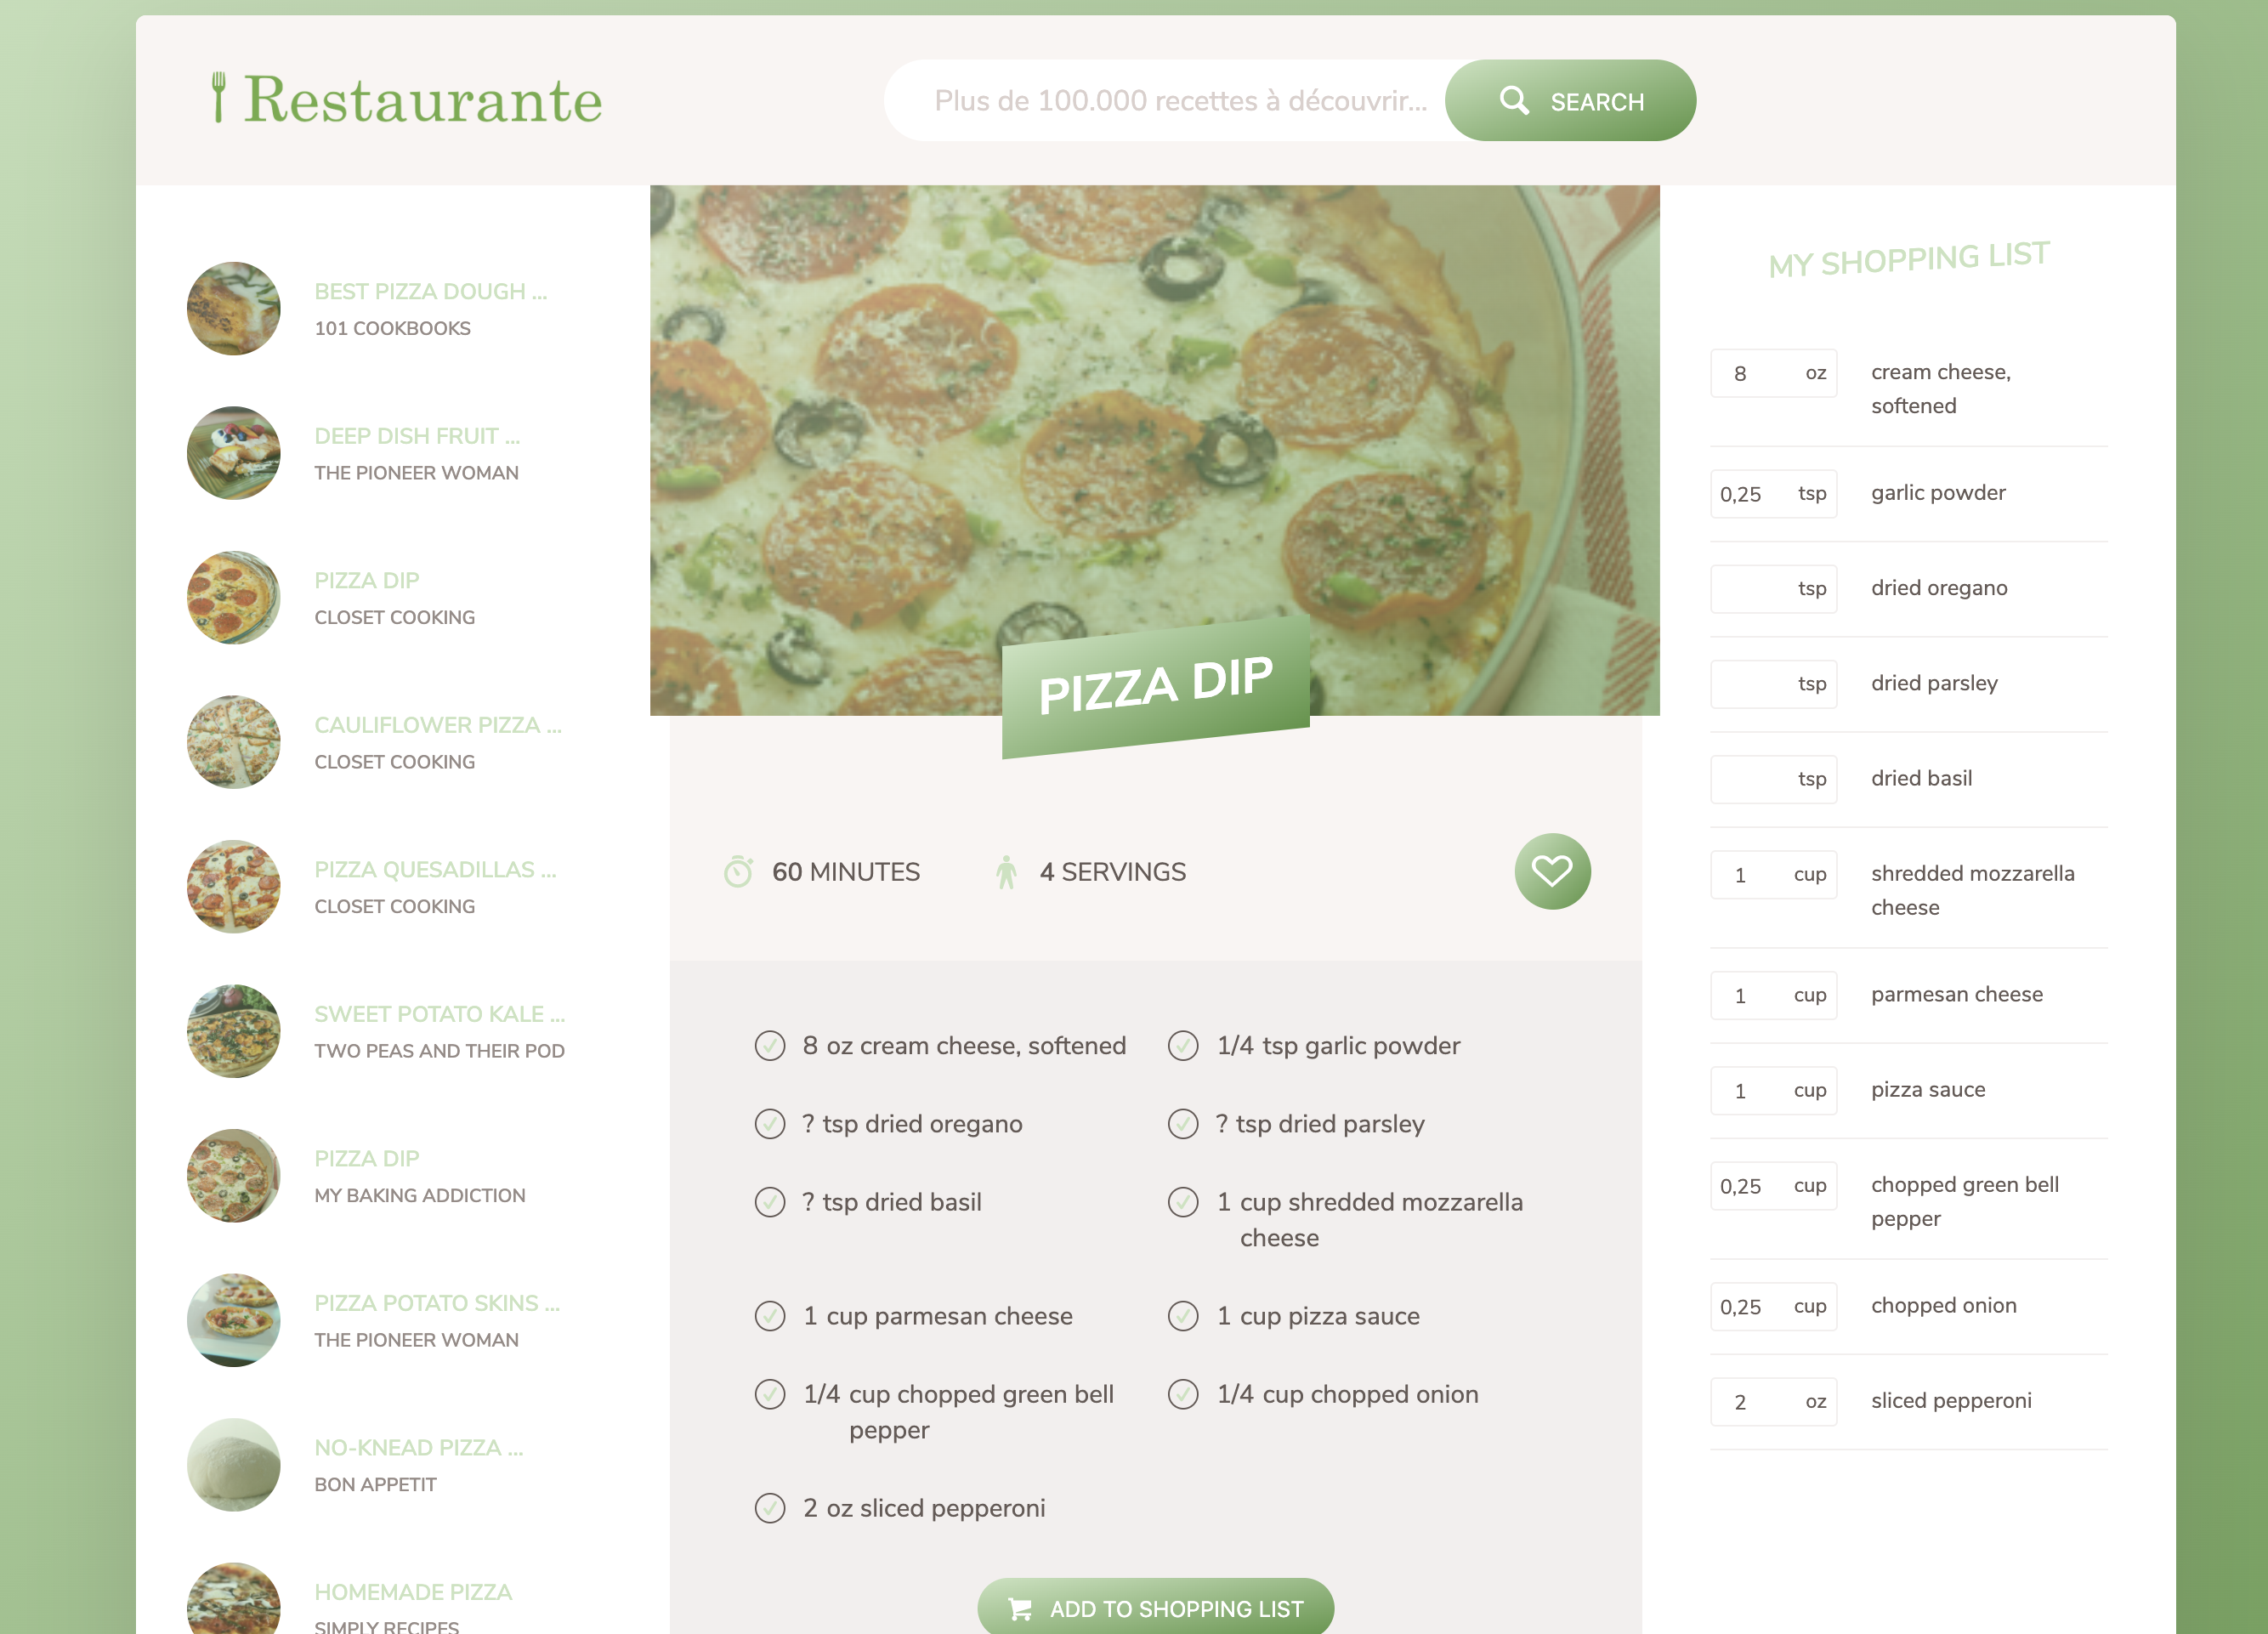 Restaurante
Plus de 100.000 recettes à découvrir...
SEARCH
BEST PIZZA DOUGH ...
101 COOKBOOKS
DEEP DISH FRUIT ...
THE PIONEER WOMAN
PIZZA DIP
CLOSET COOKING
CAULIFLOWER PIZZA ...
CLOSET COOKING
PIZZA QUESADILLAS ...
CLOSET COOKING
SWEET POTATO KALE ...
TWO PEAS AND THEIR POD
PIZZA DIP
MY BAKING ADDICTION
PIZZA POTATO SKINS ...
THE PIONEER WOMAN
NO-KNEAD PIZZA ...
BON APPETIT
HOMEMADE PIZZA
SIMPLY RECIPES
PIZZA DIP
60 MINUTES
4 SERVINGS
8 oz cream cheese, softened
1/4 tsp garlic powder
? tsp dried oregano
? tsp dried parsley
? tsp dried basil
1 cup shredded mozzarella
cheese
1 cup parmesan cheese
1 cup pizza sauce
1/4 cup chopped green bell
pepper
1/4 cup chopped onion
2 oz sliced pepperoni
ADD TO SHOPPING LIST
MY SHOPPING LIST
8 oz cream cheese,
softened
0,25 tsp garlic powder
tsp dried oregano
tsp dried parsley
tsp dried basil
1 cup shredded mozzarella
cheese
1 cup parmesan cheese
1 cup pizza sauce
0,25 cup chopped green bell
pepper
0,25 cup chopped onion
2 oz sliced pepperoni